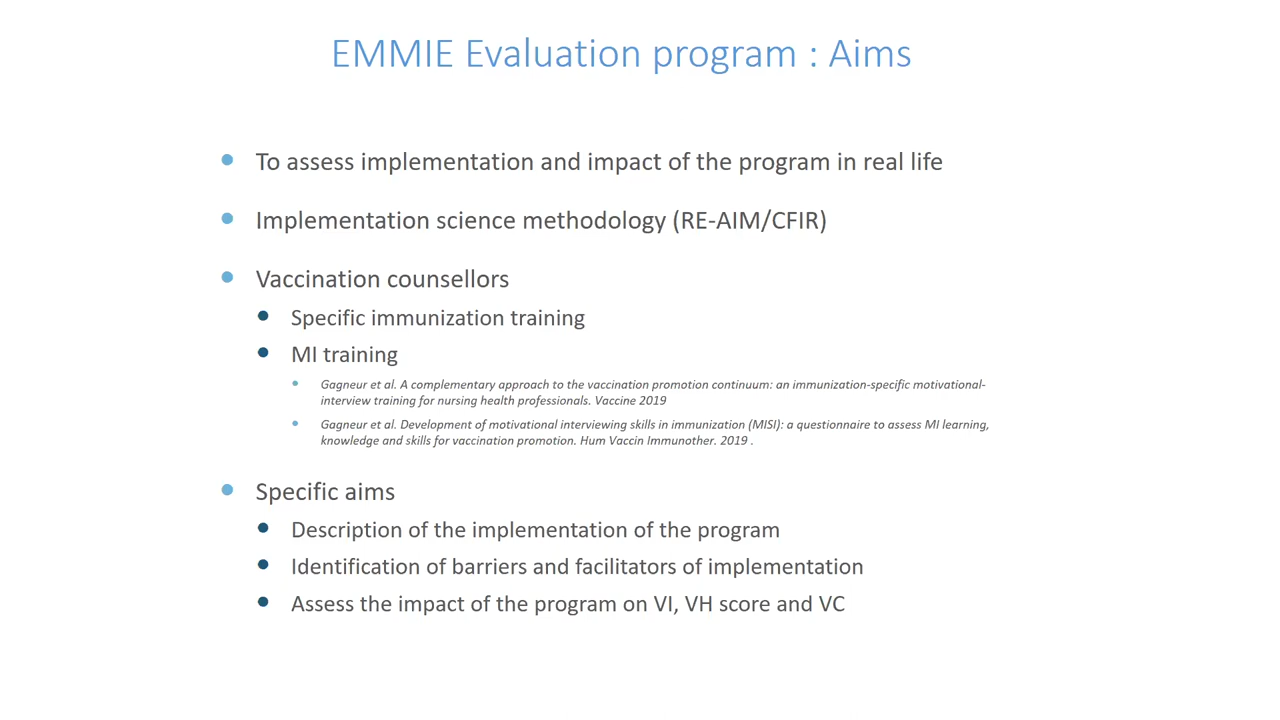 EMMIE Evaluation program : Aims
To assess implementation and impact of the program in real life
Implementation science methodology (RE-AIM/CFIR)
Vaccination counsellors
Specific immunization training
MI training
Gagneur et al. A complementary approach to the vaccination promotion continuum: an immunization-specific motivational-
interview training for nursing health professionals. Vaccine 2019
Gagneur et al. Development of motivational interviewing skills in immunization (MISI): a questionnaire to assess MI learning,
knowledge and skills for vaccination promotion. Hum Vaccin Immunother. 2019 .
Specific aims
Description of the implementation of the program
Identification of barriers and facilitators of implementation
Assess the impact of the program on VI, VH score and VC